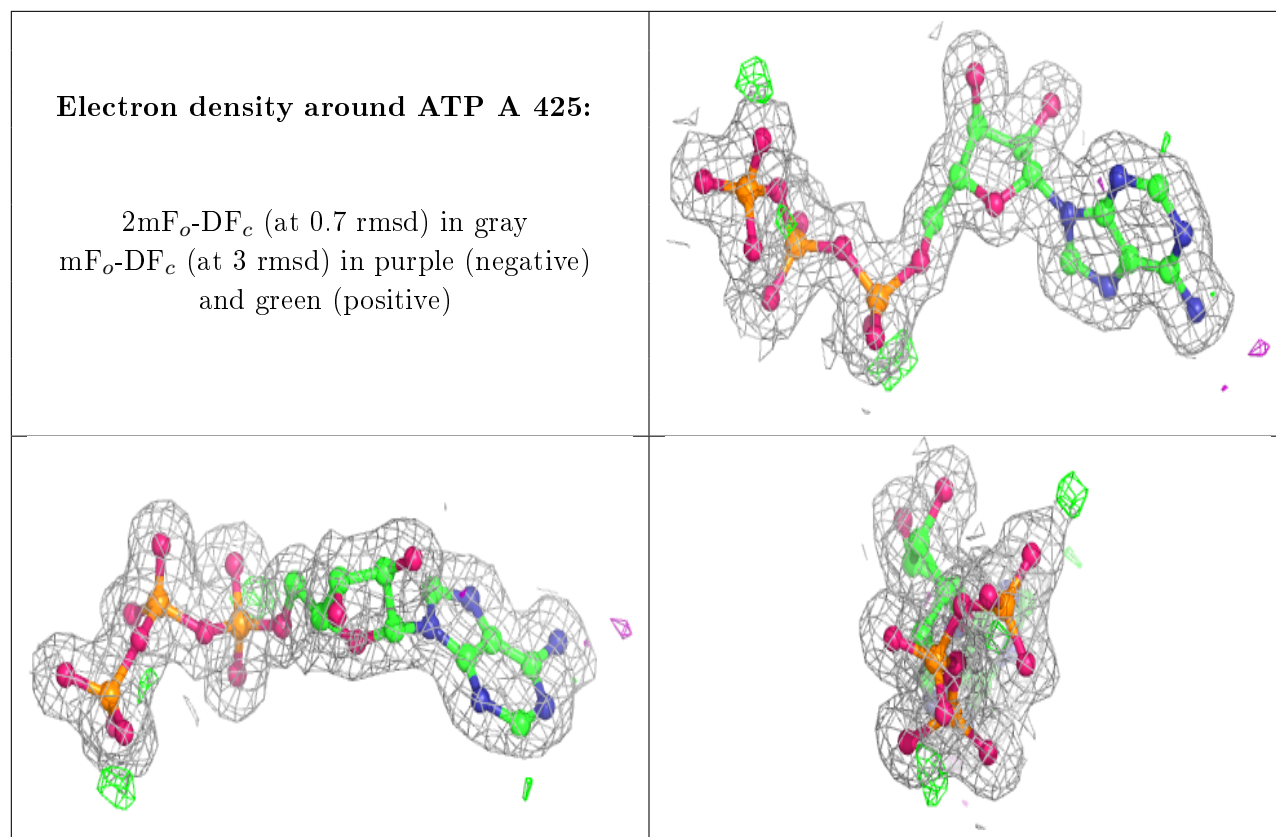 Electron density around ATP A 425:
2mFo-DFc (at 0.7 rmsd) in gray
mFo-DFc (at 3 rmsd) in purple (negative)
and green (positive)